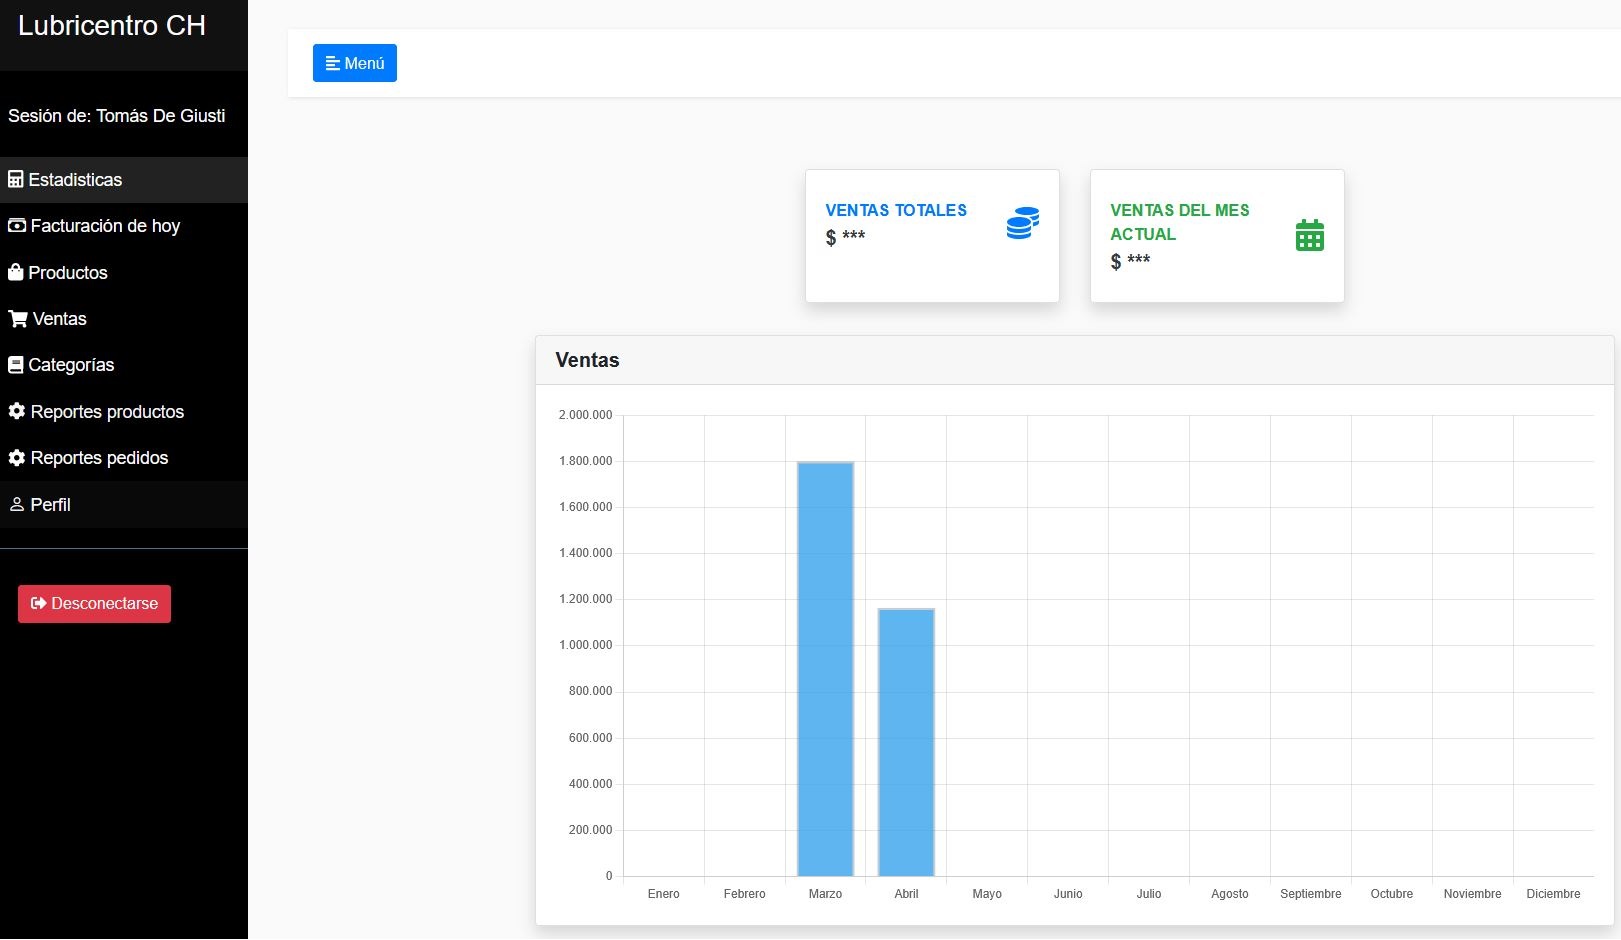 Lubricentro CH
Menú
Sesión de: Tomás De Giusti
Estadisticas
Facturación de hoy
Productos
Ventas
Categorías
Reportes productos
Reportes pedidos
Perfil
Desconectarse
VENTAS TOTALES
$ ***
VENTAS DEL MES
ACTUAL
$ ***
Ventas
2.000.000
1.800.000
1.600.000
1.400.000
1.200.000
1.000.000
800.000
600.000
400.000
200.000
0
Enero Febrero Marzo Abril Mayo Junio Julio Agosto Septiembre Octubre Noviembre Diciembre